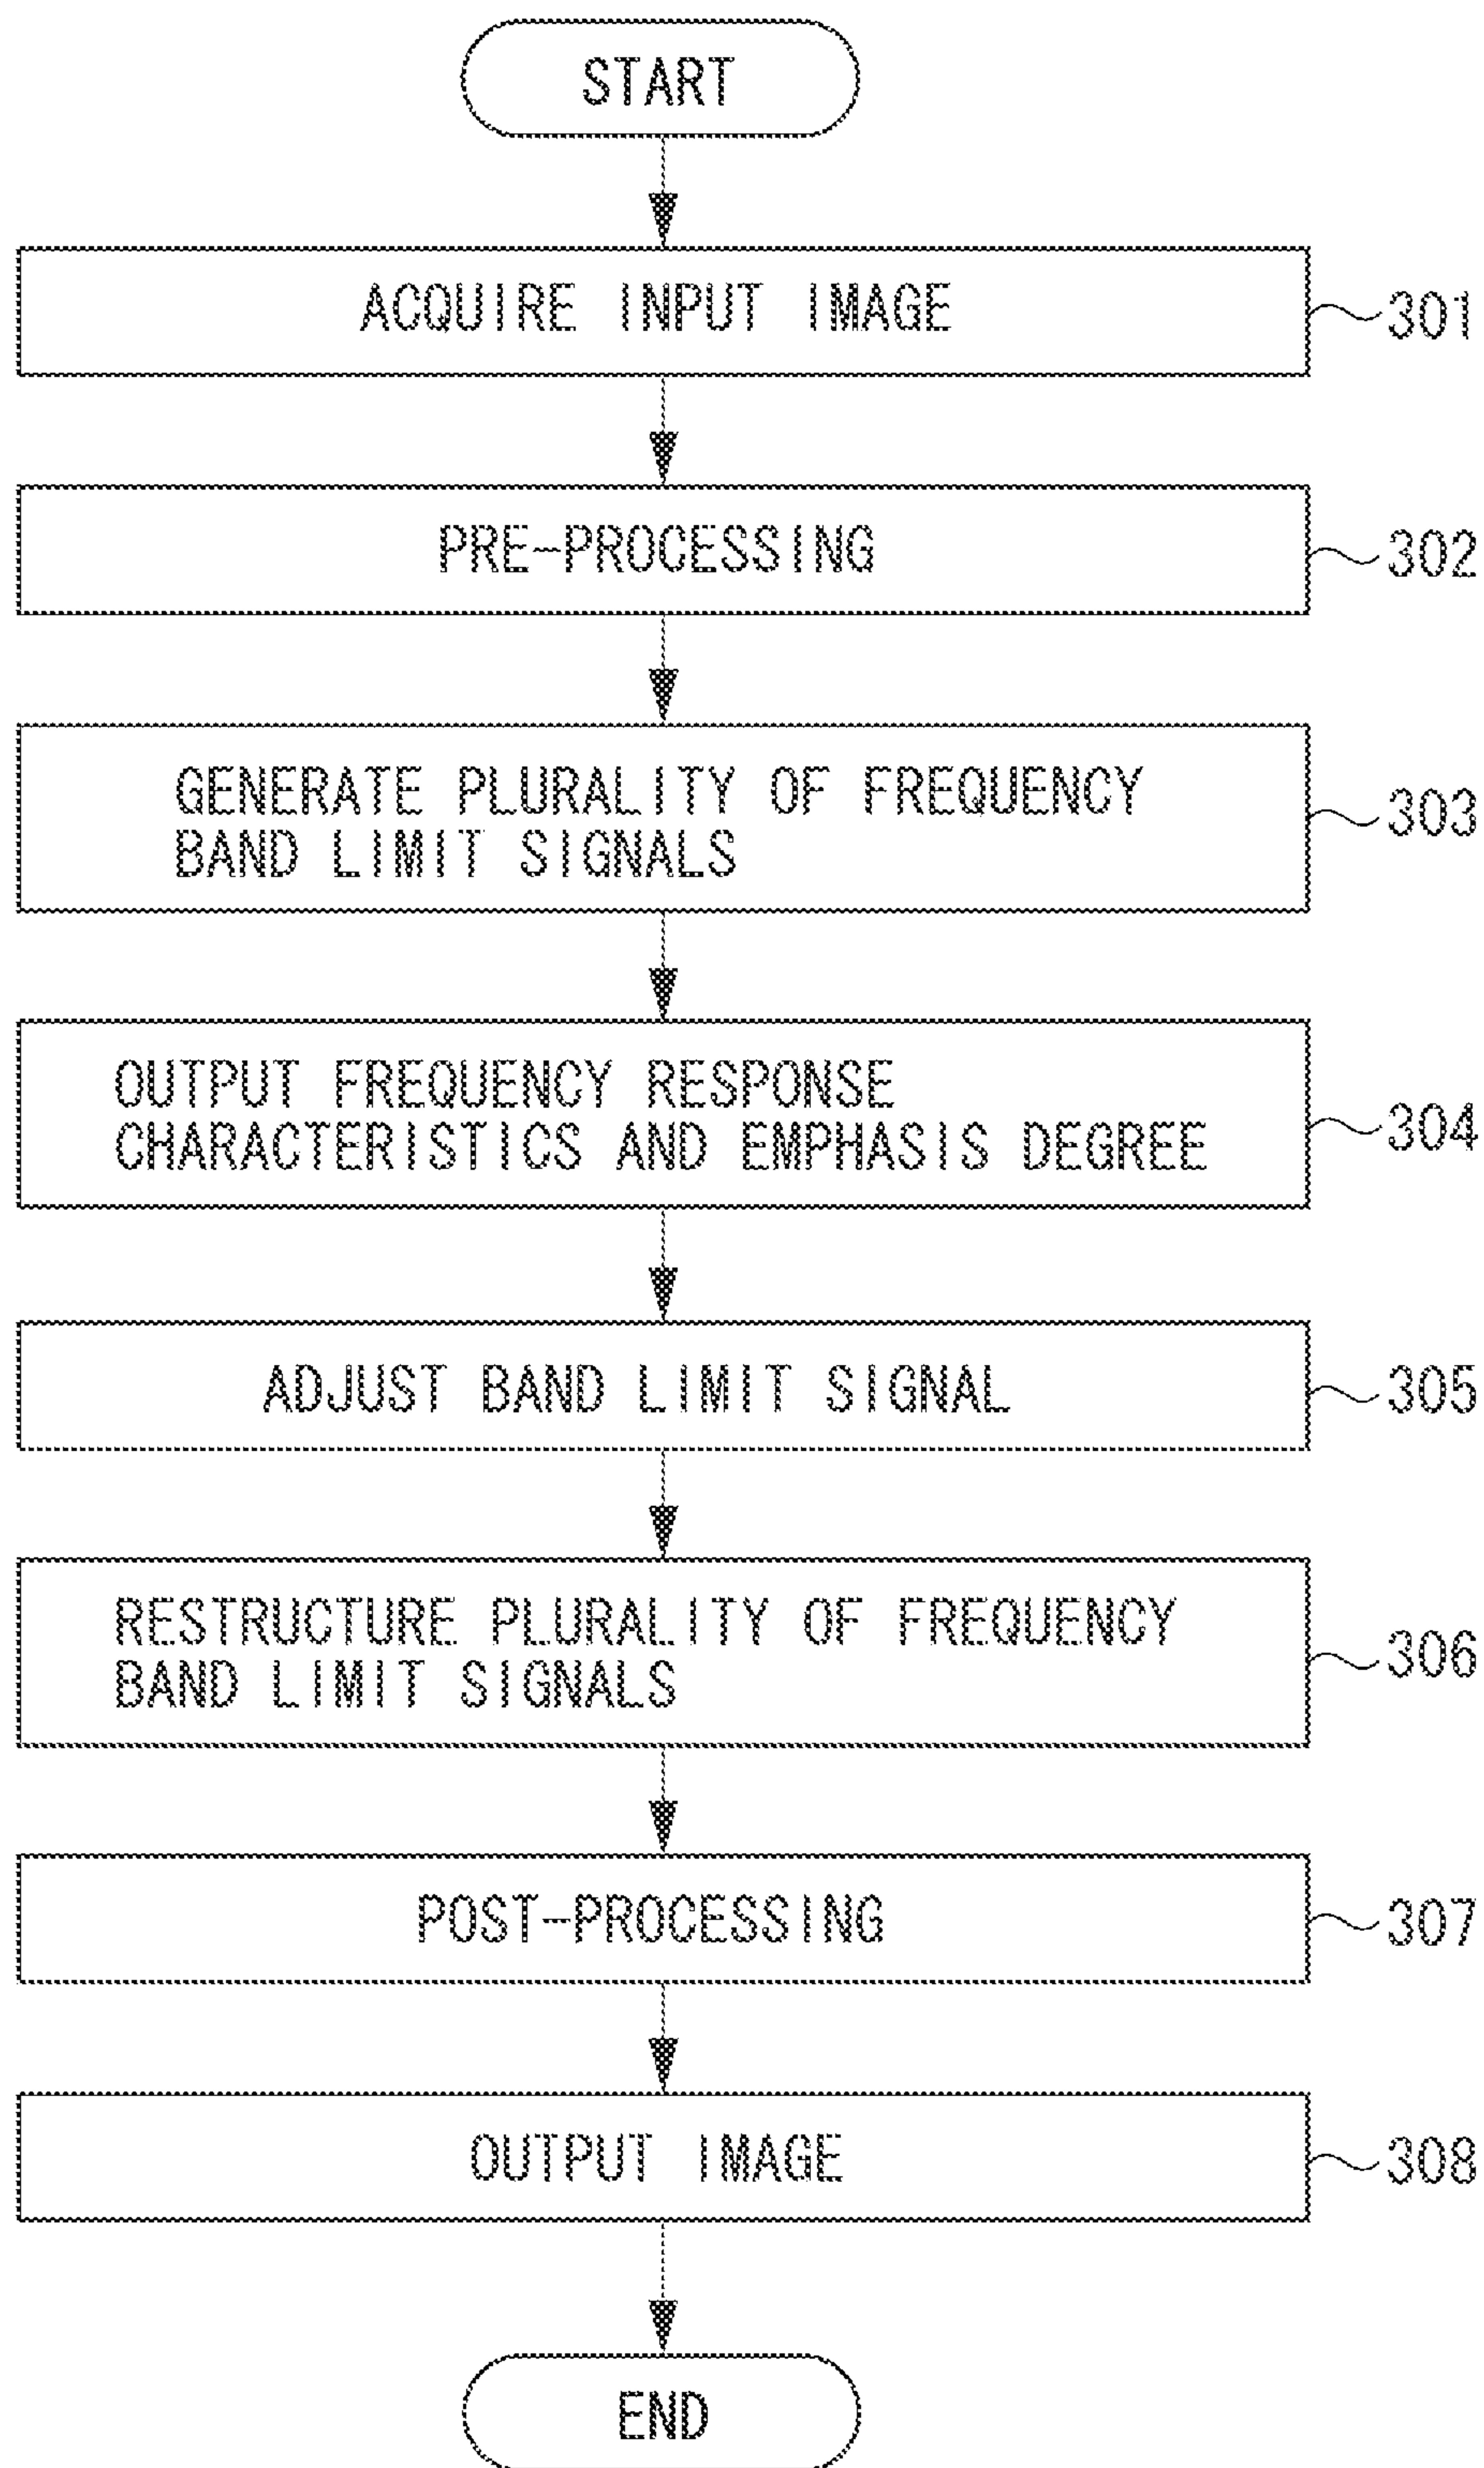 START
ACQUIRE INPUT IMAGE
301
PRE-PROCESSING
302
GENERATE PLURALITY OF FREQUENCY
BAND LIMIT SIGNALS
303
OUTPUT FREQUENCY RESPONSE
CHARACTERISTICS AND EMPHASIS DEGREE
304
ADJUST BAND LIMIT SIGNAL
305
RESTRUCTURE PLURALITY OF FREQUENCY
BAND LIMIT SIGNALS
306
POST-PROCESSING
307
OUTPUT IMAGE
308
END